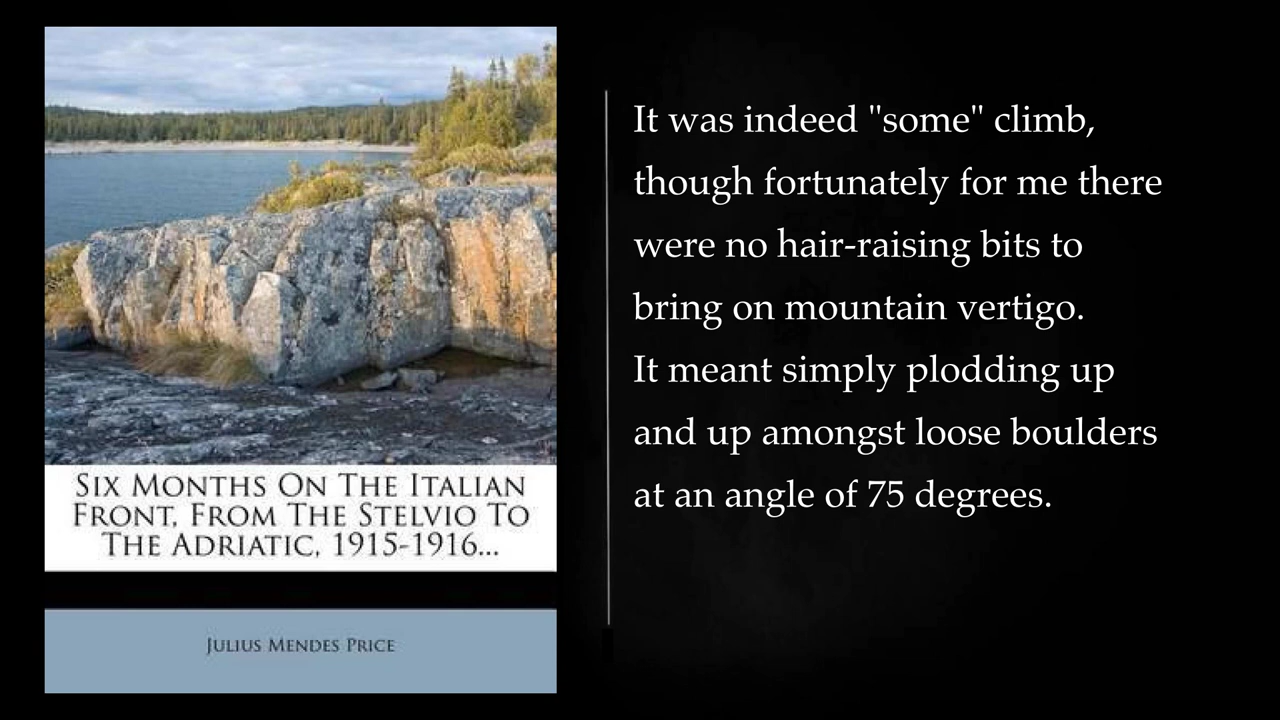 It was indeed "some" climb,
though fortunately for me there
were no hair-raising bits to
bring on mountain vertigo.
It meant simply plodding up
and up amongst loose boulders
at an angle of 75 degrees.
Six Months On The Italian
Front, From The Stelvio To
The Adriatic, 1915-1916...
Julius Mendes Price